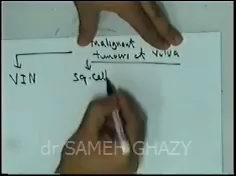 malignant
tumours of vulva
VIN sq. cell
dr SAMEH GHAZY